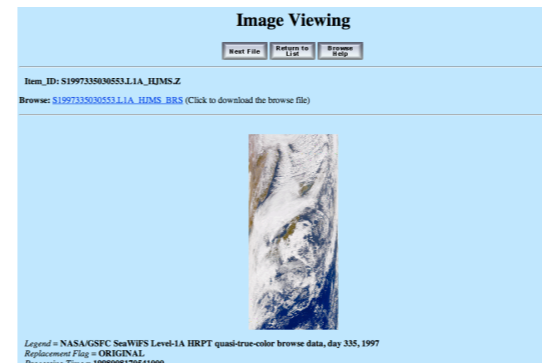 Image Viewing
Next File Return to List Browse Help
Item_ID: S1997335030553.L1A_HJMS.Z
Browse: S1997335030553.L1A_HJMS_BRS (Click to download the browse file)
Legend = NASA/GSFC SeaWiFS Level-1A HRPT quasi-true-color browse data, day 335, 1997
Replacement Flag = ORIGINAL